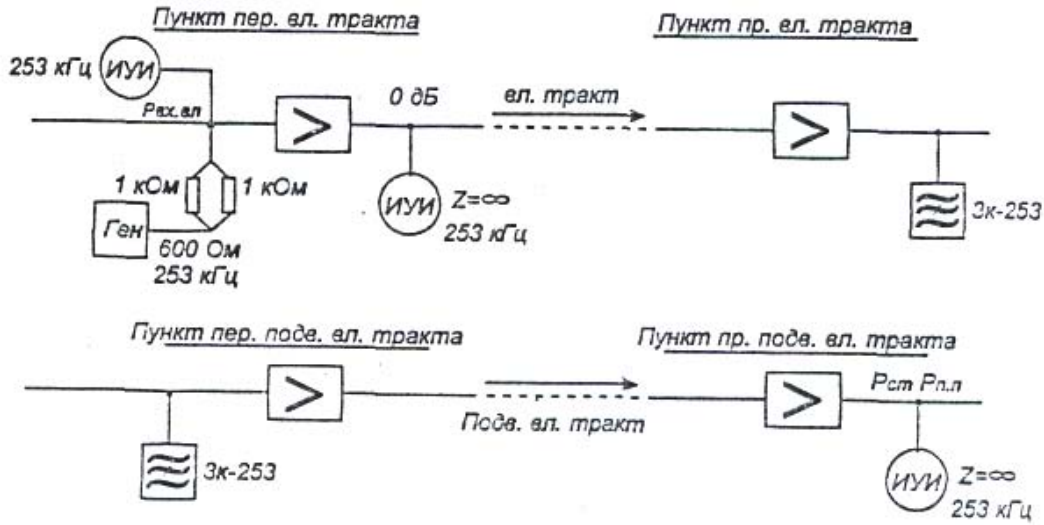 Пункт пер. вл. тракта
Пункт пр. вл. тракта
253 кГц
ИУИ
Рвх.вл
0 дБ
вл. тракт
1 кОм
1 кОм
Ген
600 Ом
253 кГц
ИУИ
Z=∞
253 кГц
Зк-253
Пункт пер. подв. вл. тракта
Пункт пр. подв. вл. тракта
Рст Рп.л
Подв. вл. тракт
Зк-253
ИУИ
Z=∞
253 кГц